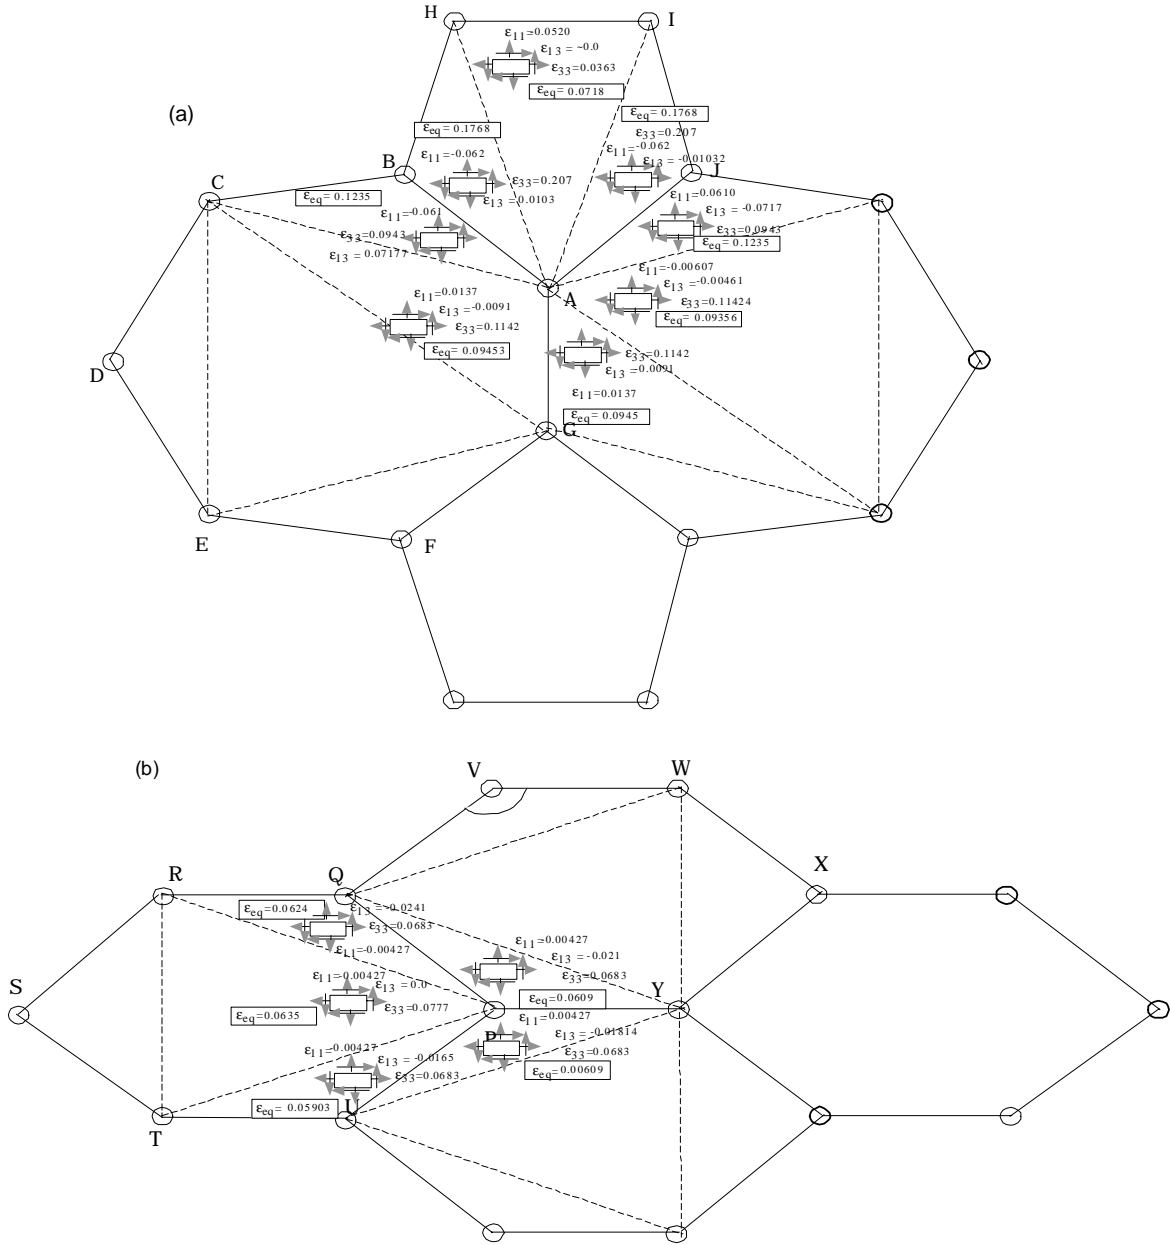 H
I
ε11=-0.0520
ε13 = ~0.0
ε33=0.0363
εeq= 0.0718
(a)
εeq= 0.1768
εeq= 0.1768
ε33=0.207
B
ε11=-0.062
ε11=-0.062
ε13 = -0.01032
J
C
ε33=0.207
ε13 = 0.0103
εeq= 0.1235
ε11=0.0610
ε13 = -0.0717
ε11=-0.061
ε33=0.0943
ε33=0.0943
εeq= 0.1235
ε13 = 0.07177
ε11=-0.00607
ε13 = -0.00461
A
ε33=0.11424
εeq= 0.09356
ε11=0.0137
ε13 =-0.0091
ε33=0.1142
εeq= 0.09453
ε33=0.1142
ε13 = 0.0091
D
ε11=0.0137
εeq= 0.0945
G
E
F
(b)
V
W
R
Q
X
εeq=0.0624
ε13 = -0.0241
ε33=0.0683
ε11=-0.00427
ε11=-0.00427
ε13 = -0.021
ε33=0.0683
S
ε11=-0.00427
ε13 = 0.0
ε33=0.0777
Y
εeq= 0.0609
εeq=0.0635
P
ε11=0.00427
ε13 = -0.01814
ε33=0.0683
εeq= 0.00609
ε11=-0.00427
ε13 = -0.0165
ε33=0.0683
εeq= 0.05903
U
T